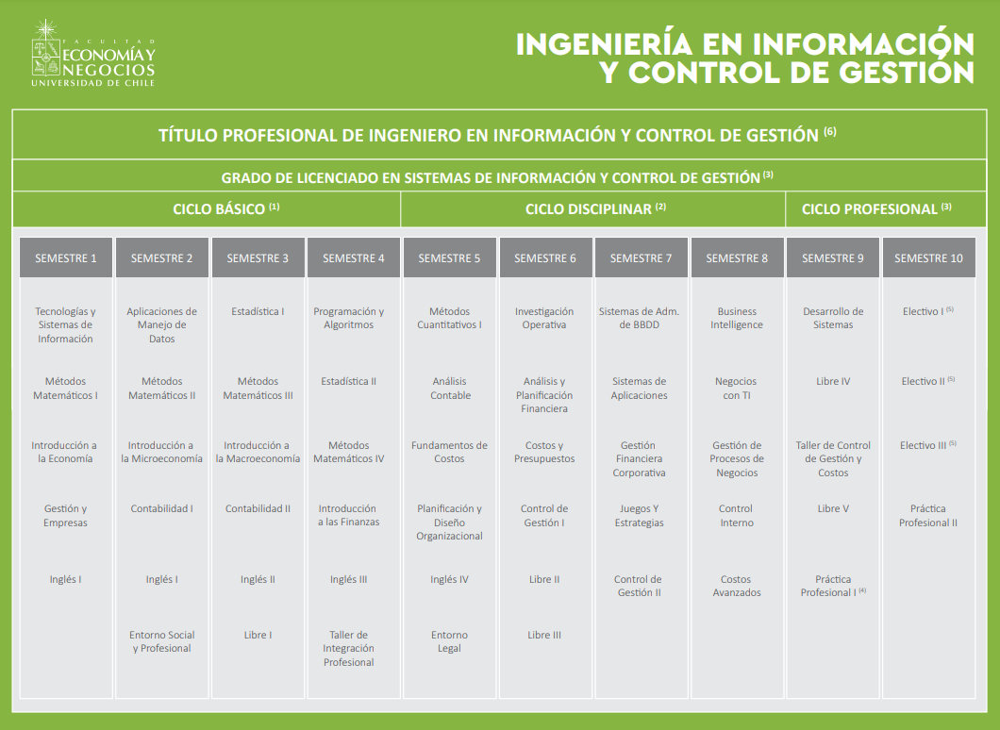 FACULTAD
ECONOMÍA Y
NEGOCIOS
UNIVERSIDAD DE CHILE
INGENIERÍA EN INFORMACIÓN
Y CONTROL DE GESTIÓN
TÍTULO PROFESIONAL DE INGENIERO EN INFORMACIÓN Y CONTROL DE GESTIÓN (6)
GRADO DE LICENCIADO EN SISTEMAS DE INFORMACIÓN Y CONTROL DE GESTIÓN (3)
CICLO BÁSICO (1)
CICLO DISCIPLINAR (2)
CICLO PROFESIONAL (3)
SEMESTRE 1
Tecnologías y
Sistemas de
Información
Métodos
Matemáticos I
Introducción a
la Economía
Gestión y
Empresas
Inglés I
SEMESTRE 2
Aplicaciones de
Manejo de
Datos
Métodos
Matemáticos II
Introducción a
la Microeconomía
Contabilidad I
Inglés I
Entorno Social
y Profesional
SEMESTRE 3
Estadística I
Métodos
Matemáticos III
Introducción a
la Macroeconomía
Contabilidad II
Inglés II
Libre I
SEMESTRE 4
Programación y
Algoritmos
Estadística II
Métodos
Matemáticos IV
Introducción
a las Finanzas
Inglés III
Taller de
Integración
Profesional
SEMESTRE 5
Métodos
Cuantitativos I
Análisis
Contable
Fundamentos de
Costos
Planificación y
Diseño
Organizacional
Inglés IV
Entorno
Legal
SEMESTRE 6
Investigación
Operativa
Análisis y
Planificación
Financiera
Costos y
Presupuestos
Control de
Gestión I
Libre II
Libre III
SEMESTRE 7
Sistemas de Adm.
de BBDD
Sistemas de
Aplicaciones
Gestión
Financiera
Corporativa
Juegos Y
Estrategias
Control de
Gestión II
SEMESTRE 8
Business
Intelligence
Negocios
con TI
Gestión de
Procesos de
Negocios
Control
Interno
Costos
Avanzados
SEMESTRE 9
Desarrollo de
Sistemas
Libre IV
Taller de Control
de Gestión y
Costos
Libre V
Práctica
Profesional I (4)
SEMESTRE 10
Electivo I (5)
Electivo II (5)
Electivo III (5)
Práctica
Profesional II